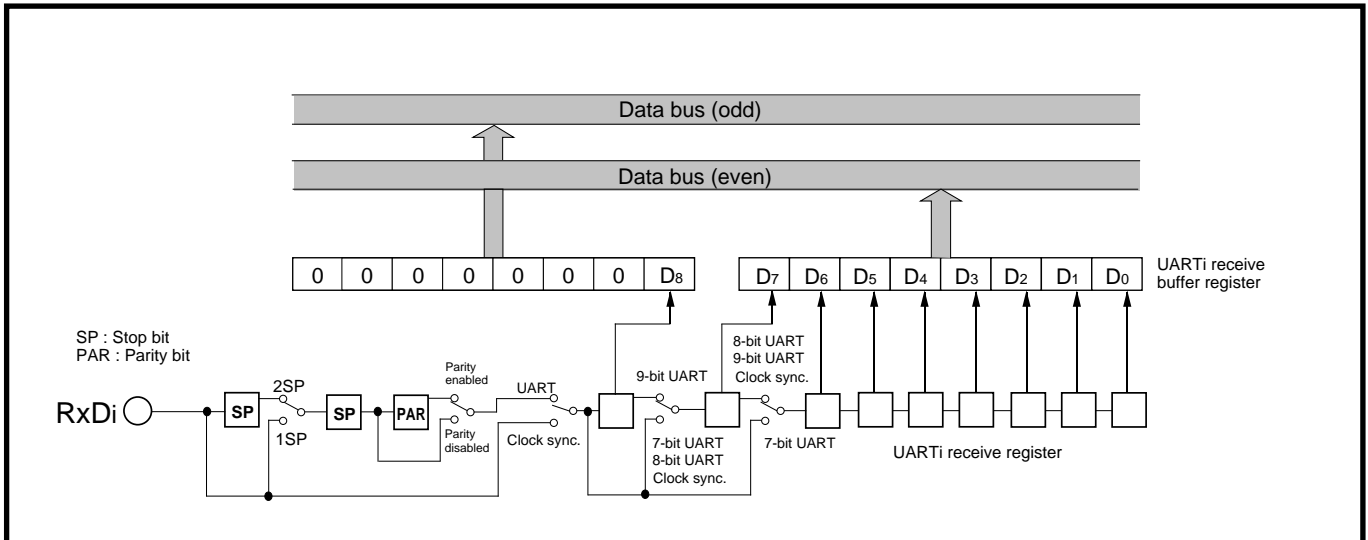 Data bus (odd)
Data bus (even)
0 0 0 0 0 0 0 D8
D7 D6 D5 D4 D3 D2 D1 D0
UARTi receive
buffer register
SP : Stop bit
PAR : Parity bit
RxDi
SP
2SP
1SP
SP
PAR
Parity
enabled
Parity
disabled
UART
Clock sync.
9-bit UART
7-bit UART
8-bit UART
Clock sync.
8-bit UART
9-bit UART
Clock sync.
7-bit UART
UARTi receive register